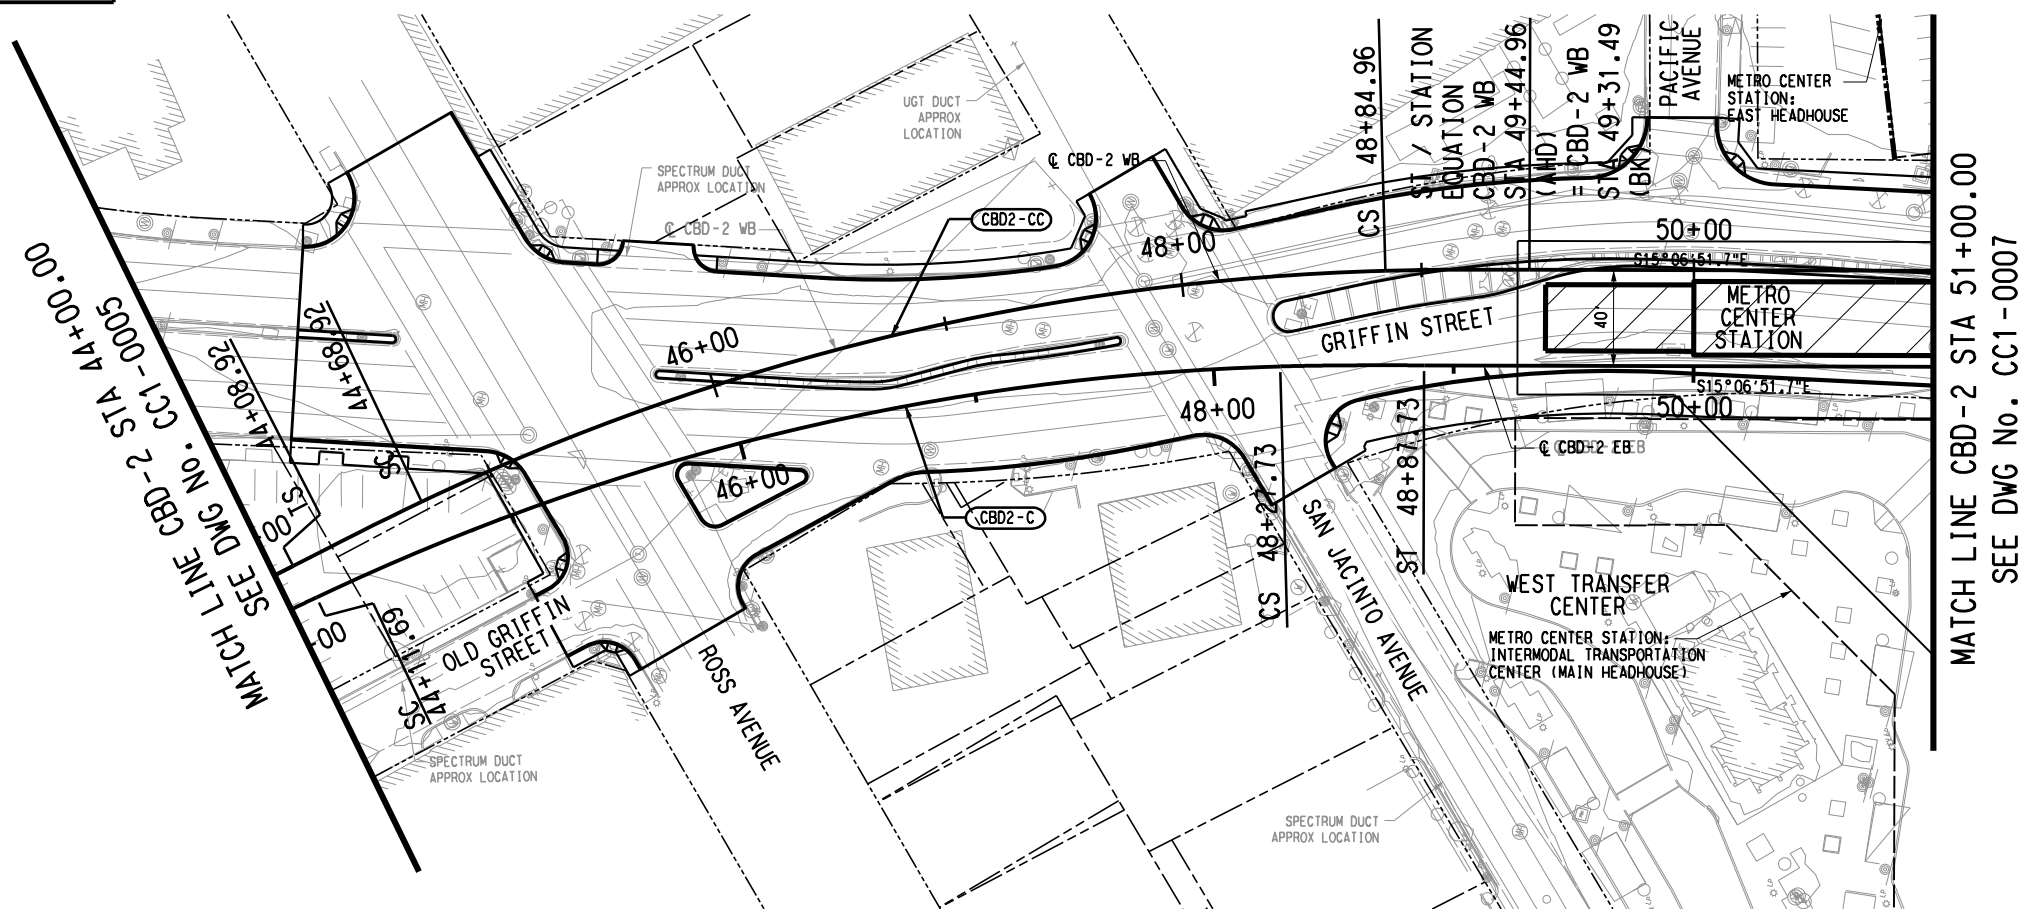 MATCH LINE CBD-2 STA 44+00.00
SEE DWG No. CC1-0005
44+08.92
TS
44+68.92
SC
SC
44+11.69
SPECTRUM DUCT
APPROX LOCATION
℄ CBD-2 WB
UGT DUCT
APPROX
LOCATION
℄ CBD-2 WB
CBD2-CC
46+00
48+00
CS
48+84.96
ST / STATION
EQUATION
CBD-2 WB
STA 49+44.96
(AHD)
= CBD-2 WB
STA 49+31.49
(BK)
PACIFIC
AVENUE
METRO CENTER
STATION:
EAST HEADHOUSE
50+00
S15°06'51.7"E
METRO
CENTER
STATION
40'
GRIFFIN STREET
S15°06'51.7"E
50+00
℄ CBD-2 EB
46+00
48+00
CBD2-C
CS
48+27.73
ST
48+87.73
OLD GRIFFIN
STREET
ROSS AVENUE
SAN JACINTO AVENUE
WEST TRANSFER
CENTER
METRO CENTER STATION:
INTERMODAL TRANSPORTATION
CENTER (MAIN HEADHOUSE)
SPECTRUM DUCT
APPROX LOCATION
SPECTRUM DUCT
APPROX LOCATION
MATCH LINE CBD-2 STA 51+00.00
SEE DWG No. CC1-0007